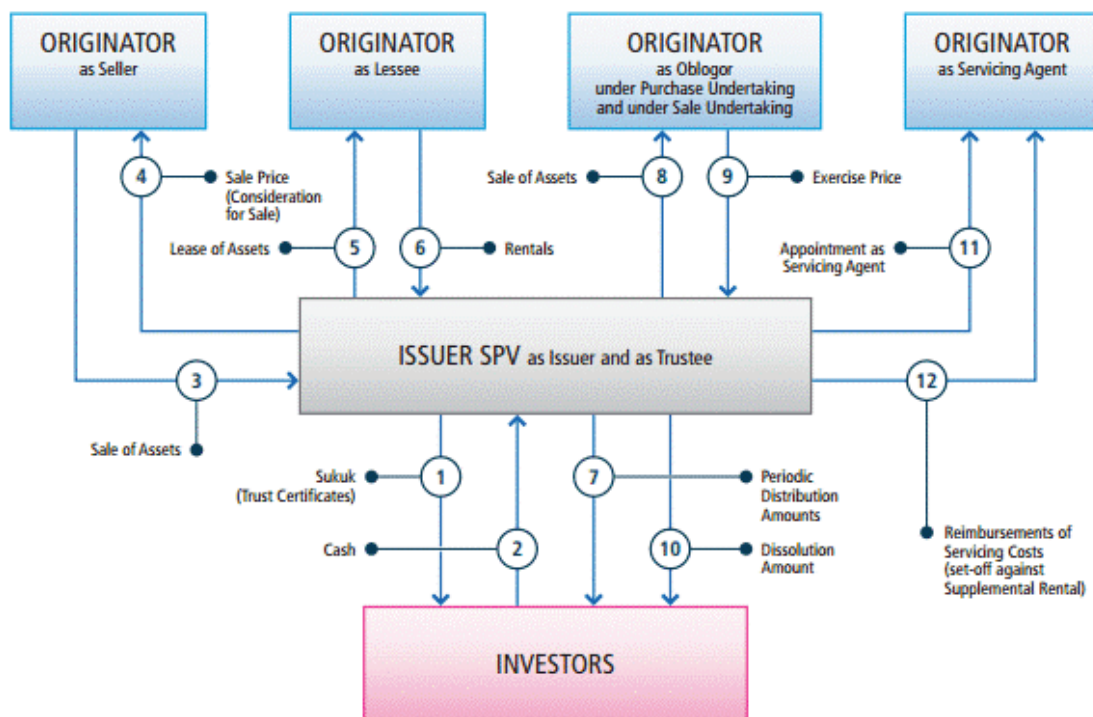 ORIGINATOR
as Seller
ORIGINATOR
as Lessee
ORIGINATOR
as Oblogor
under Purchase Undertaking
and under Sale Undertaking
ORIGINATOR
as Servicing Agent
4
Sale Price
(Consideration
for Sale)
Sale of Assets
8
9
Exercise Price
Lease of Assets
5
6
Rentals
Appointment as
Servicing Agent
11
ISSUER SPV as Issuer and as Trustee
3
12
Sale of Assets
Sukuk
(Trust Certificates)
1
7
Periodic
Distribution
Amounts
Cash
2
10
Dissolution
Amount
Reimbursements of
Servicing Costs
(set-off against
Supplemental Rental)
INVESTORS